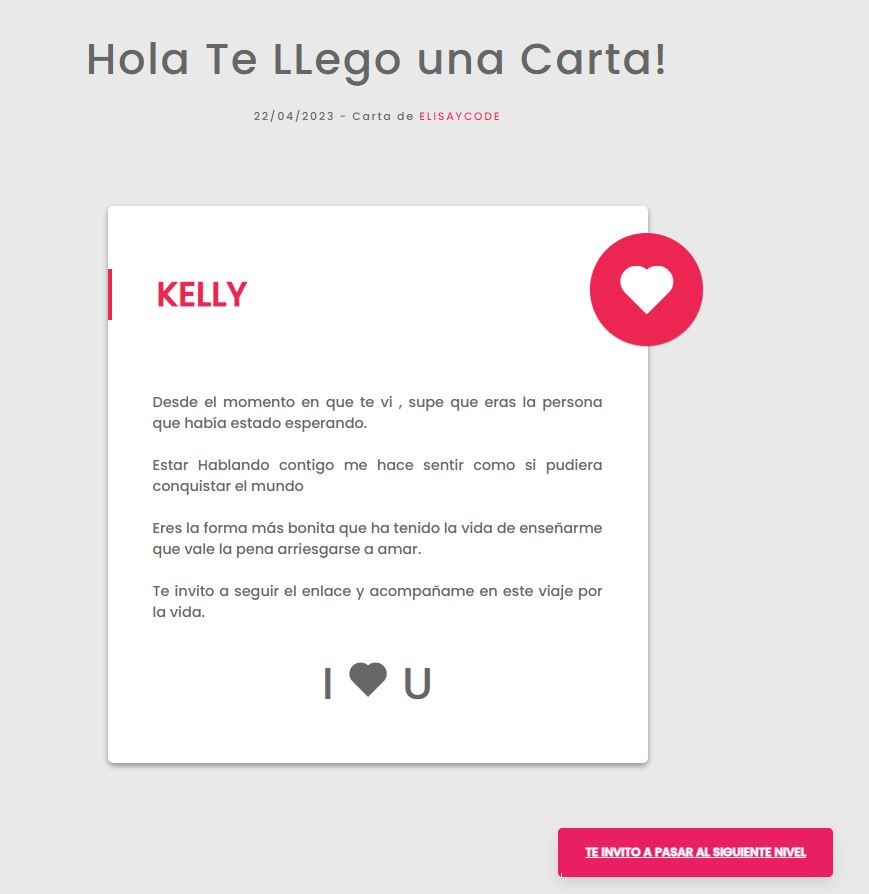 Hola Te LLego una Carta!
22/04/2023 - Carta de ELISAYCODE
KELLY
Desde el momento en que te vi , supe que eras la persona
que había estado esperando.
Estar Hablando contigo me hace sentir como si pudiera
conquistar el mundo
Eres la forma más bonita que ha tenido la vida de enseñarme
que vale la pena arriesgarse a amar.
Te invito a seguir el enlace y acompañame en este viaje por
la vida.
I U
TE INVITO A PASAR AL SIGUIENTE NIVEL